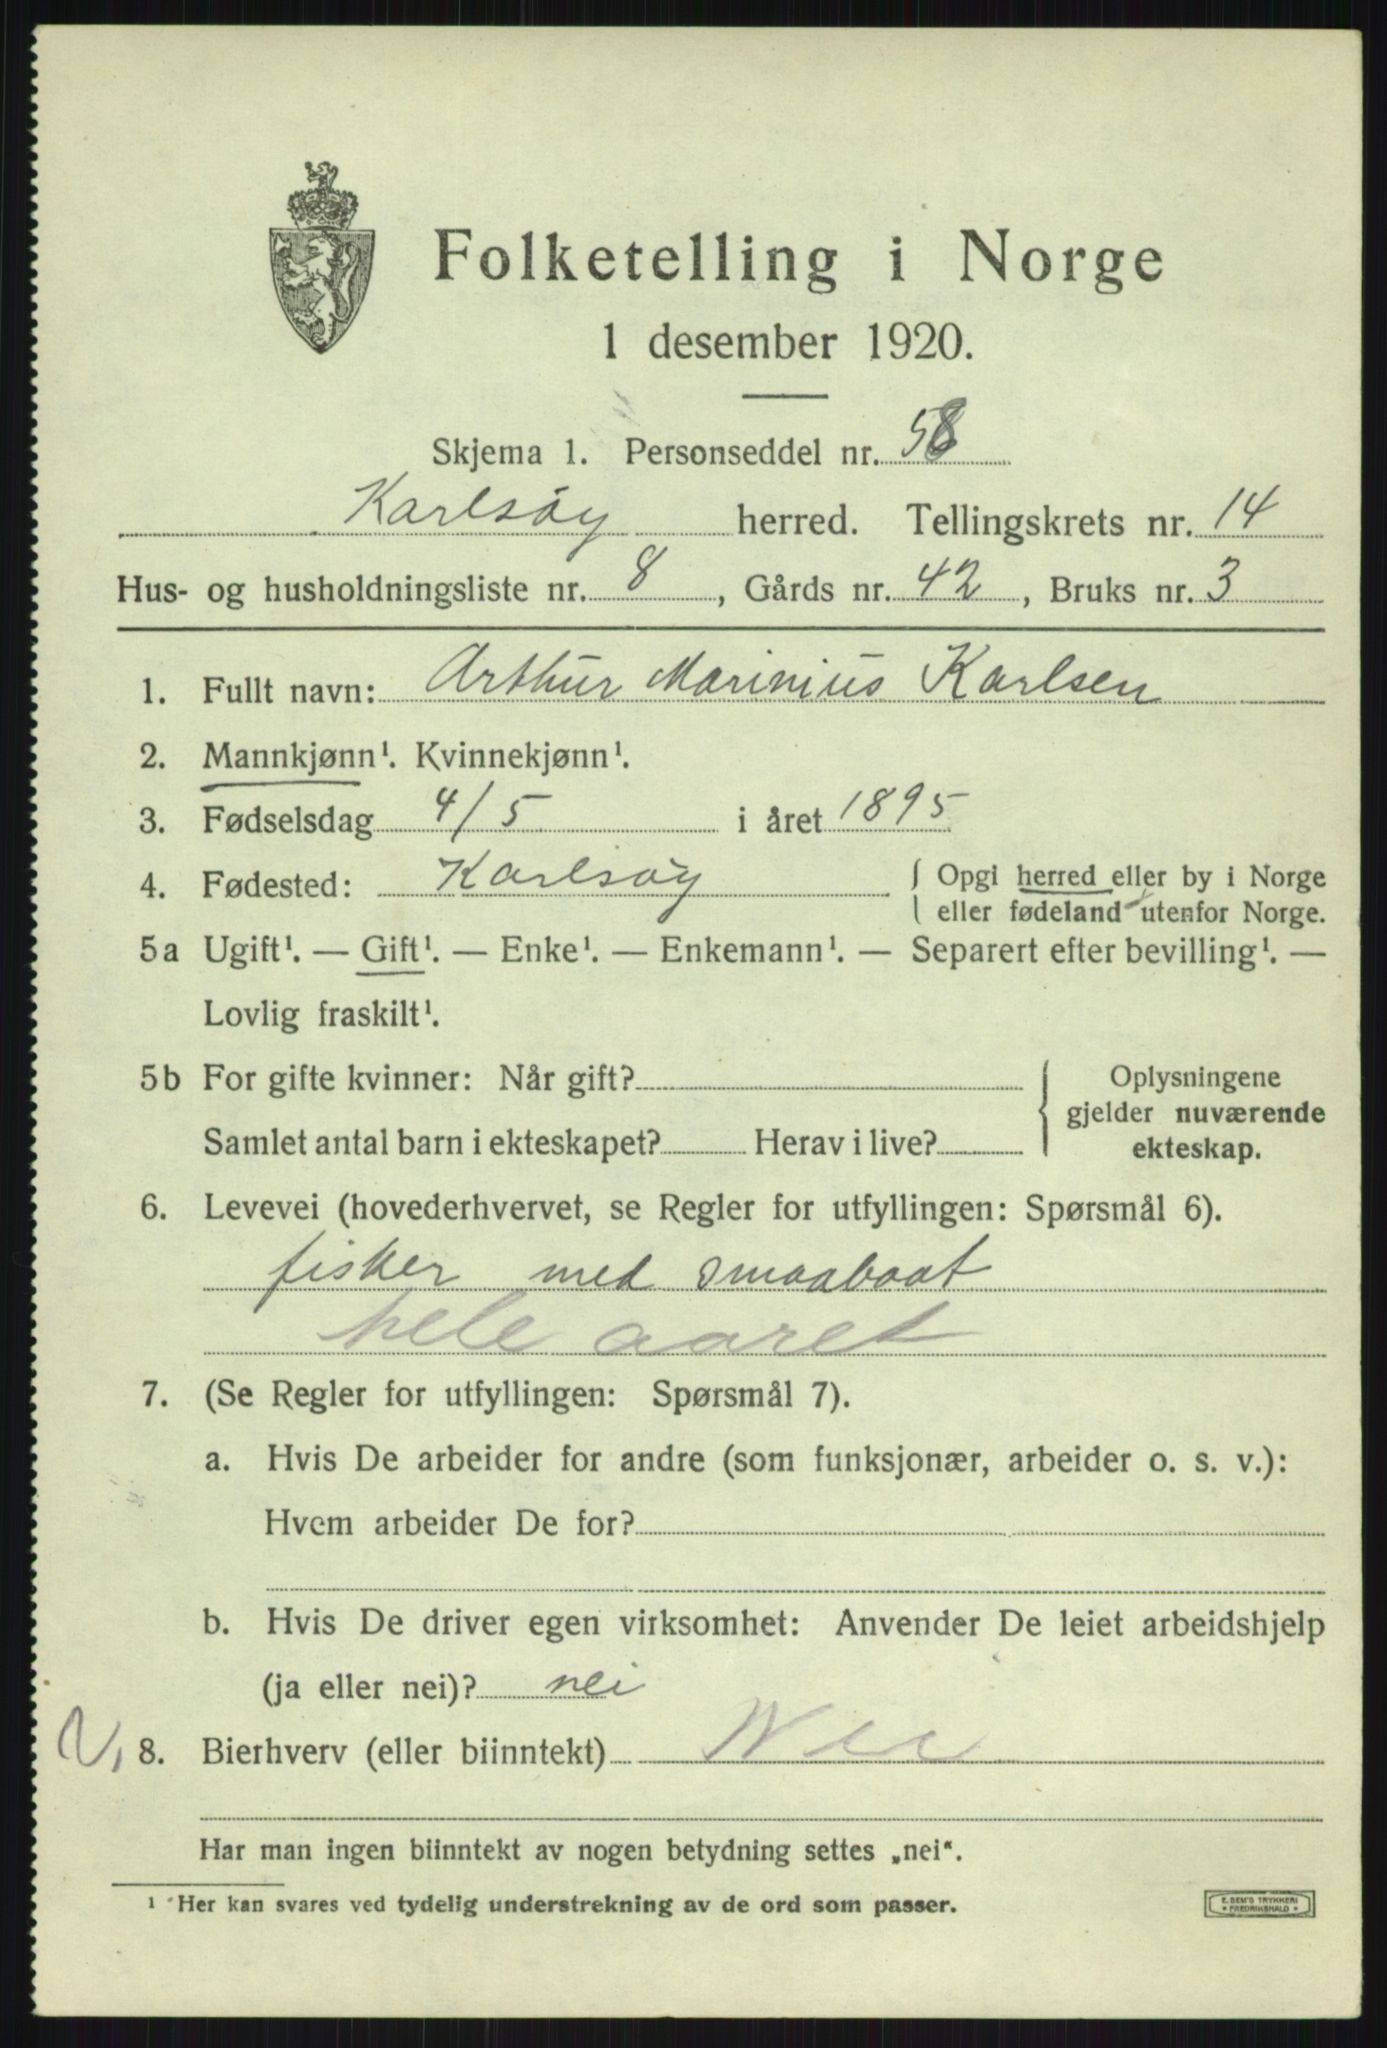 Folketelling i Norge
1 desember 1920.
Skjema 1. Personseddel nr. 58
Karlsøy herred. Tellingskrets nr. 14
Hus- og husholdningsliste nr. 8, Gårds nr. 42, Bruks nr. 3
1. Fullt navn: Arthur Marinius Karlsen
2. Mannkjønn¹. Kvinnekjønn¹.
3. Fødselsdag 4/5 i året 1895
4. Fødested: Karlsøy { Opgi herred eller by i Norge
eller fødeland utenfor Norge.
5a Ugift¹. — Gift¹. — Enke¹. — Enkemann¹. — Separert efter bevilling¹. —
Lovlig fraskilt¹.
5b For gifte kvinner: Når gift? { Oplysningene
gjelder nuværende
Samlet antal barn i ekteskapet? Herav i live? ekteskap.
6. Levevei (hovederhvervet, se Regler for utfyllingen: Spørsmål 6).
fisker med smaabaat
hele aaret
7. (Se Regler for utfyllingen: Spørsmål 7).
a. Hvis De arbeider for andre (som funksjonær, arbeider o. s. v.):
Hvem arbeider De for?
b. Hvis De driver egen virksomhet: Anvender De leiet arbeidshjelp
(ja eller nei)? nei
N, 8. Bierhverv (eller biinntekt) Nei
Har man ingen biinntekt av nogen betydning settes „nei“.
¹ Her kan svares ved tydelig understrekning av de ord som passer.
E. SEM'S TRYKKERI
* FREDRIKSHALD *